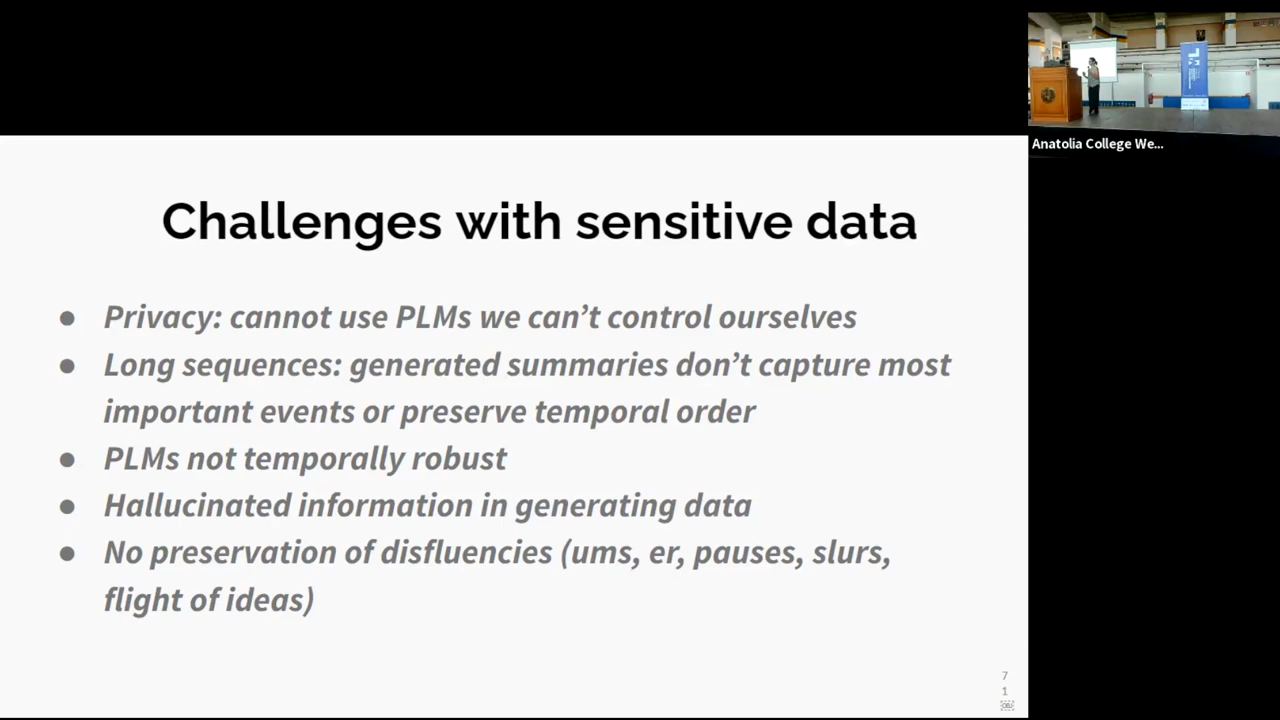 Challenges with sensitive data
● Privacy: cannot use PLMs we can’t control ourselves
● Long sequences: generated summaries don’t capture most
important events or preserve temporal order
● PLMs not temporally robust
● Hallucinated information in generating data
● No preservation of disfluencies (ums, er, pauses, slurs,
flight of ideas)
7
1
Anatolia College We...